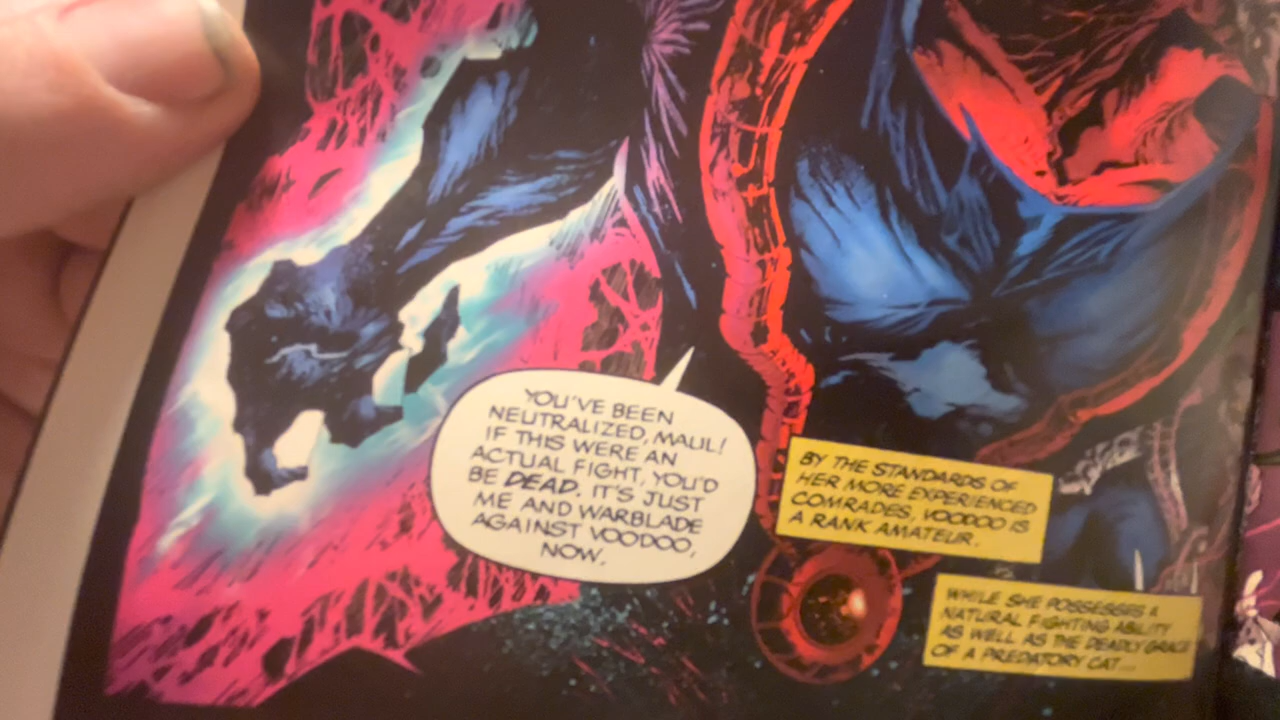 YOU'VE BEEN
NEUTRALIZED, MAUL!
IF THIS WERE AN
ACTUAL FIGHT, YOU'D
BE DEAD. IT'S JUST
ME AND WARBLADE
AGAINST VOODOO,
NOW.
BY THE STANDARDS OF
HER MORE EXPERIENCED
COMRADES, VOODOO IS
A RANK AMATEUR.
WHILE SHE POSSESSES A
NATURAL FIGHTING ABILITY
AS WELL AS THE DEADLY GRACE
OF A PREDATORY CAT...